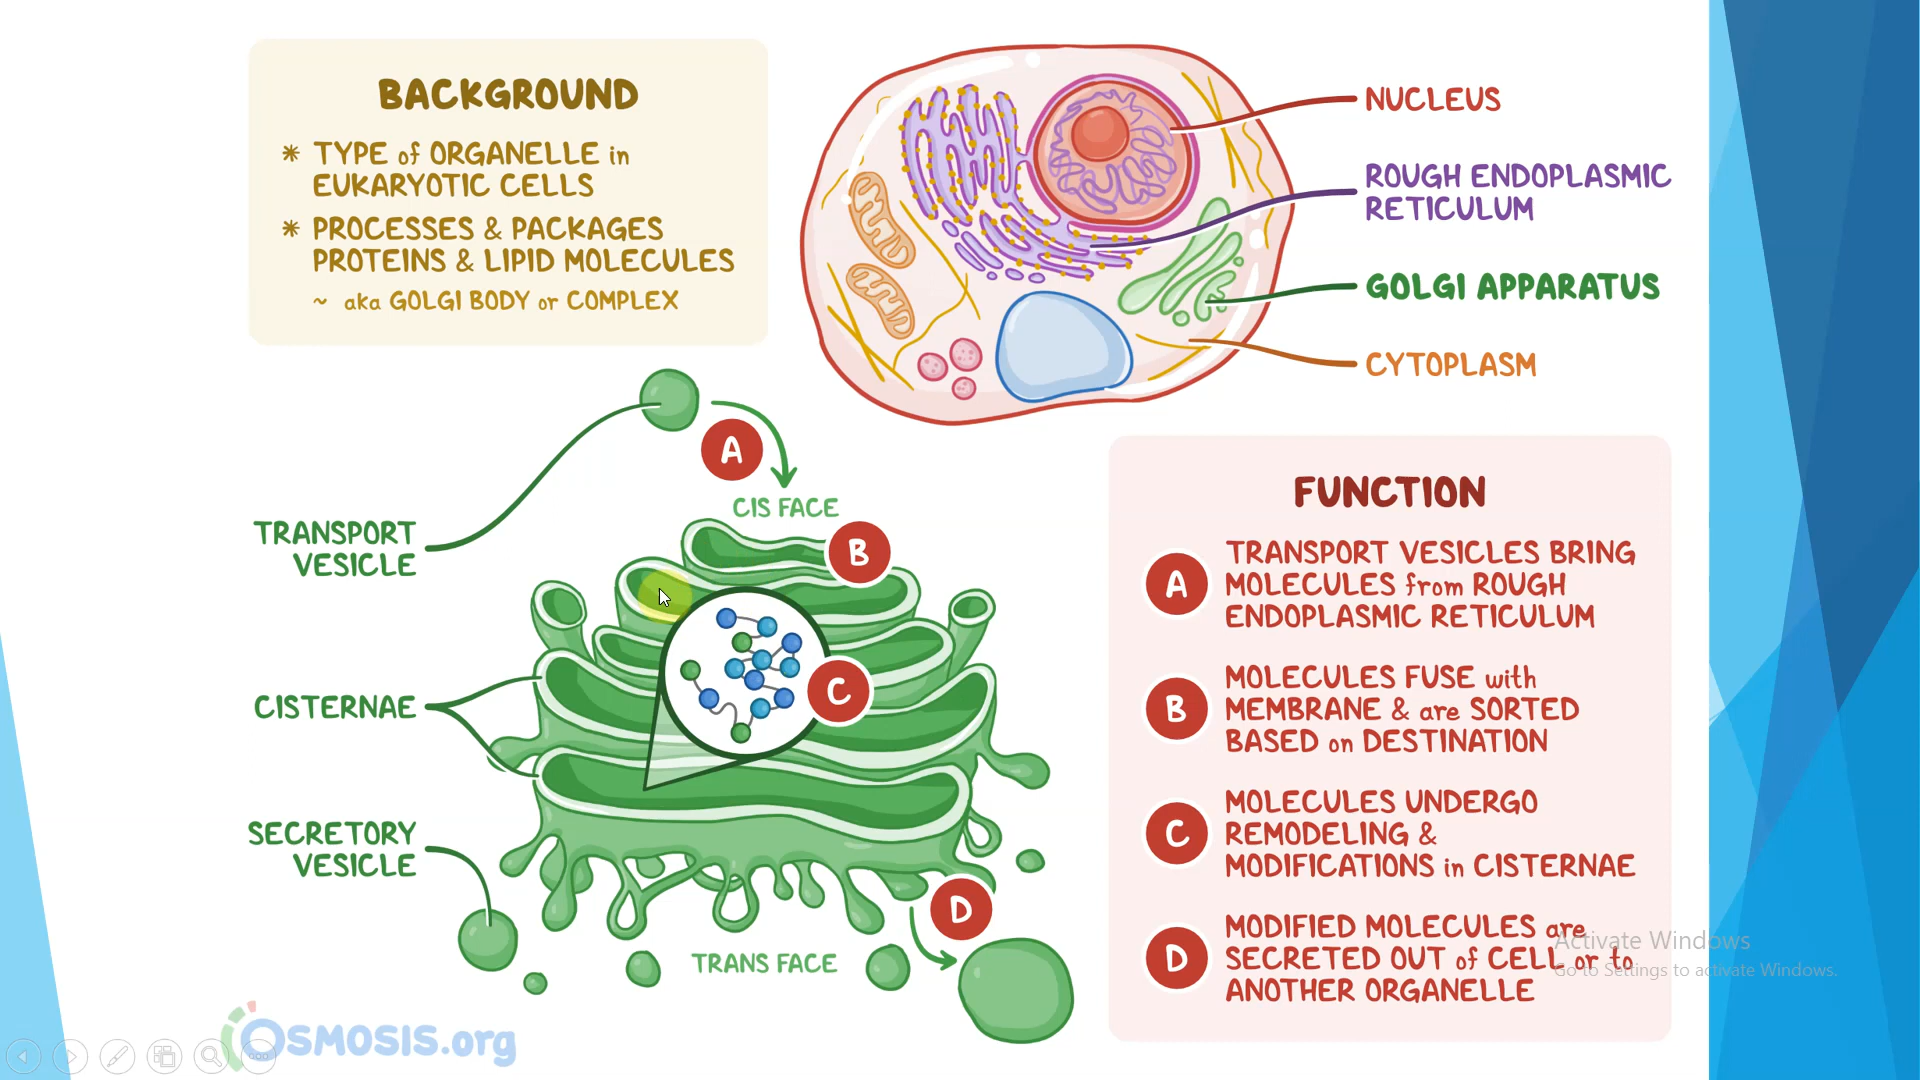 BACKGROUND
* TYPE of ORGANELLE in
EUKARYOTIC CELLS
* PROCESSES & PACKAGES
PROTEINS & LIPID MOLECULES
~ aka GOLGI BODY or COMPLEX
NUCLEUS
ROUGH ENDOPLASMIC
RETICULUM
GOLGI APPARATUS
CYTOPLASM
A
CIS FACE
B
TRANSPORT
VESICLE
C
CISTERNAE
SECRETORY
VESICLE
D
TRANS FACE
FUNCTION
A
TRANSPORT VESICLES BRING
MOLECULES from ROUGH
ENDOPLASMIC RETICULUM
B
MOLECULES FUSE with
MEMBRANE & are SORTED
BASED on DESTINATION
C
MOLECULES UNDERGO
REMODELING &
MODIFICATIONS in CISTERNAE
D
MODIFIED MOLECULES are
SECRETED OUT of CELL or to
ANOTHER ORGANELLE
Activate Windows
Go to Settings to activate Windows.
OSMOSIS.org